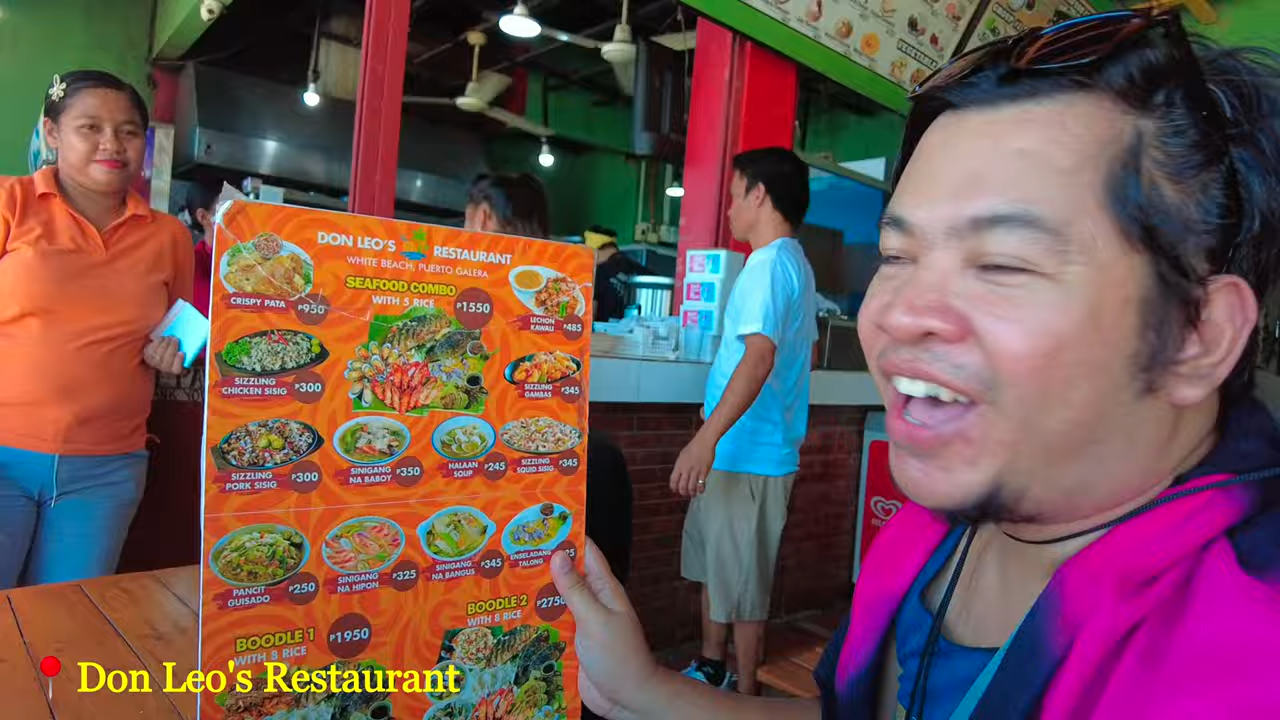 DON LEO'S RESTAURANT
WHITE BEACH, PUERTO GALERA
CRISPY PATA
₱950
SEAFOOD COMBO
WITH 5 RICE
₱1550
LECHON
KAWALI
₱485
SIZZLING
CHICKEN SISIG
₱300
SIZZLING
GAMBAS
₱345
SIZZLING
PORK SISIG
₱300
SINIGANG
NA BABOY
₱350
HALAAN
SOUP
₱245
SIZZLING
SQUID SISIG
₱345
PANCIT
GUISADO
₱250
SINIGANG
NA HIPON
₱325
SINIGANG
NA BANGUS
₱345
ENSELADANG
TALONG
BOODLE 1
WITH 8 RICE
₱1950
BOODLE 2
WITH 8 RICE
₱2750
VEGETABLE
Don Leo's Restaurant